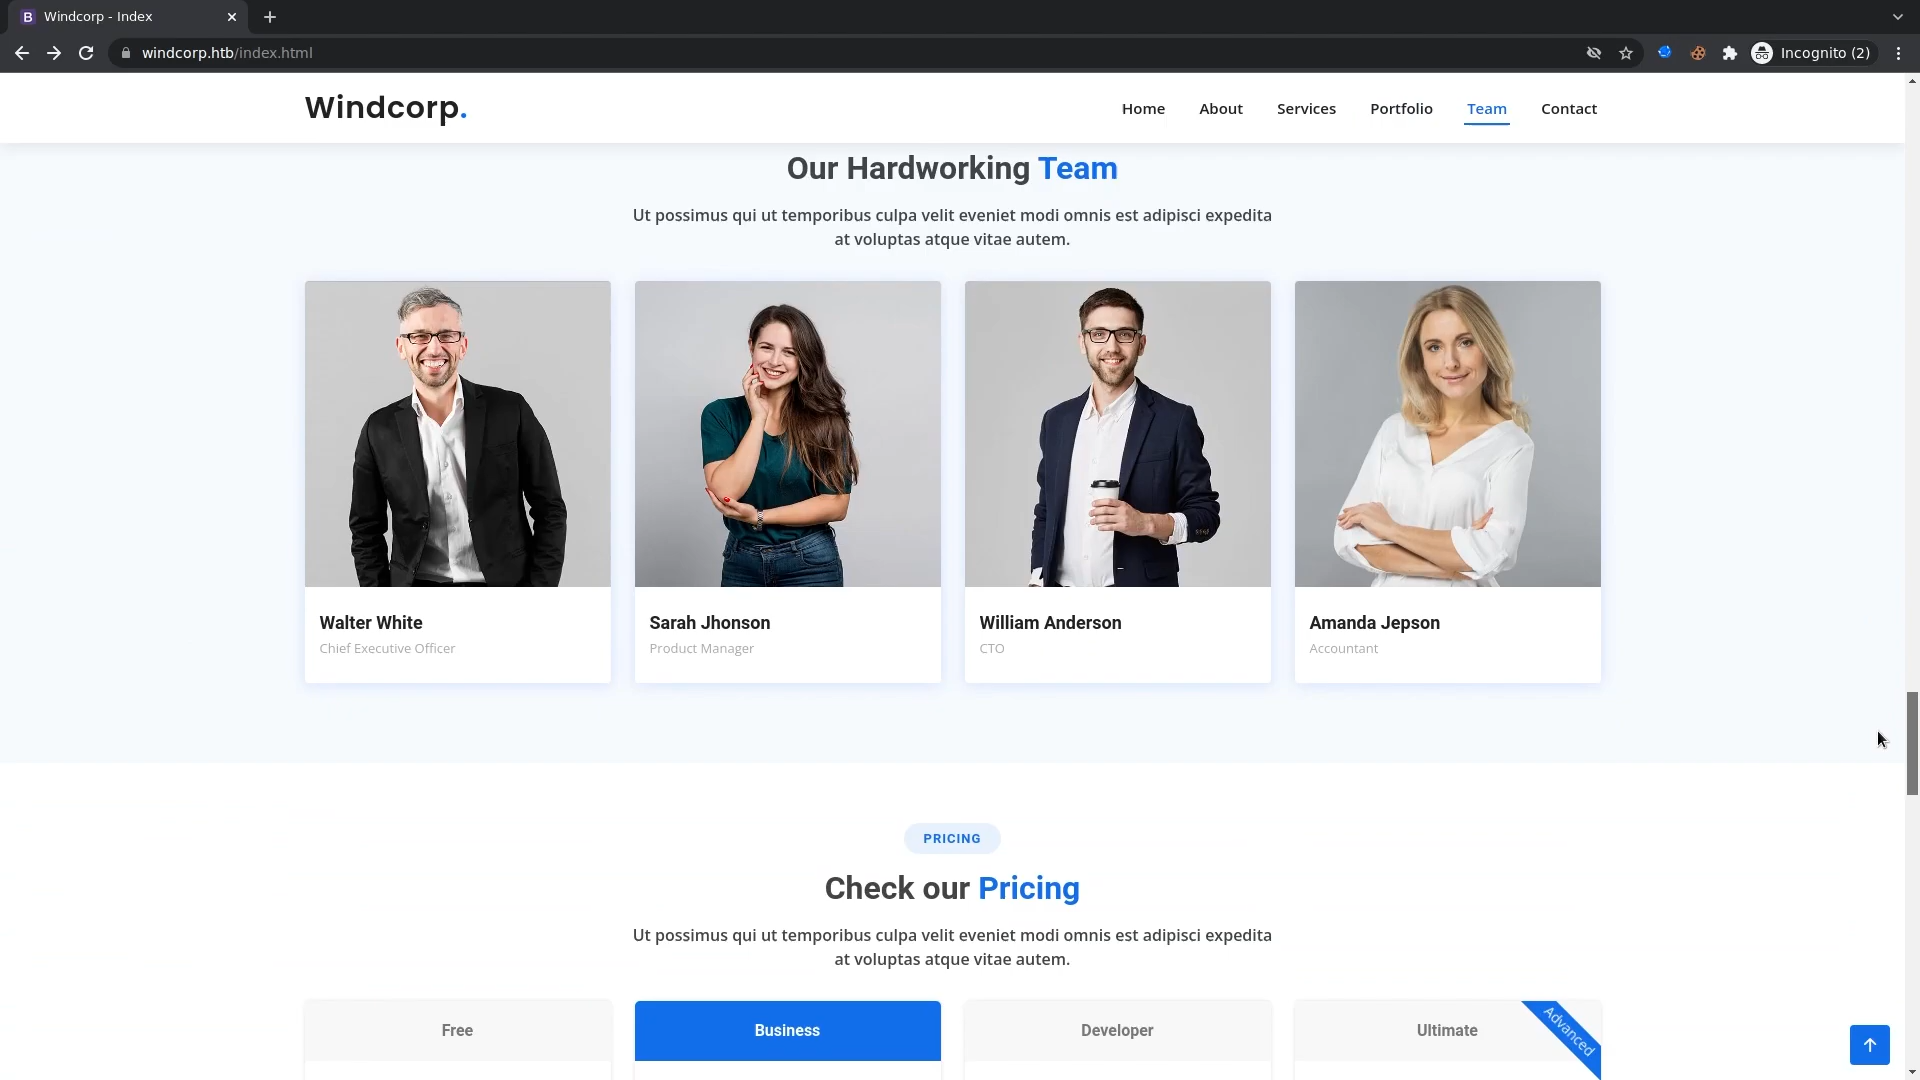 Windcorp - Index
windcorp.htb/index.html
Incognito (2)
Windcorp.
Home
About
Services
Portfolio
Team
Contact
Our Hardworking Team
Ut possimus qui ut temporibus culpa velit eveniet modi omnis est adipisci expedita
at voluptas atque vitae autem.
Walter White
Chief Executive Officer
Sarah Jhonson
Product Manager
William Anderson
CTO
Amanda Jepson
Accountant
PRICING
Check our Pricing
Ut possimus qui ut temporibus culpa velit eveniet modi omnis est adipisci expedita
at voluptas atque vitae autem.
Free
Business
Developer
Ultimate
Advanced